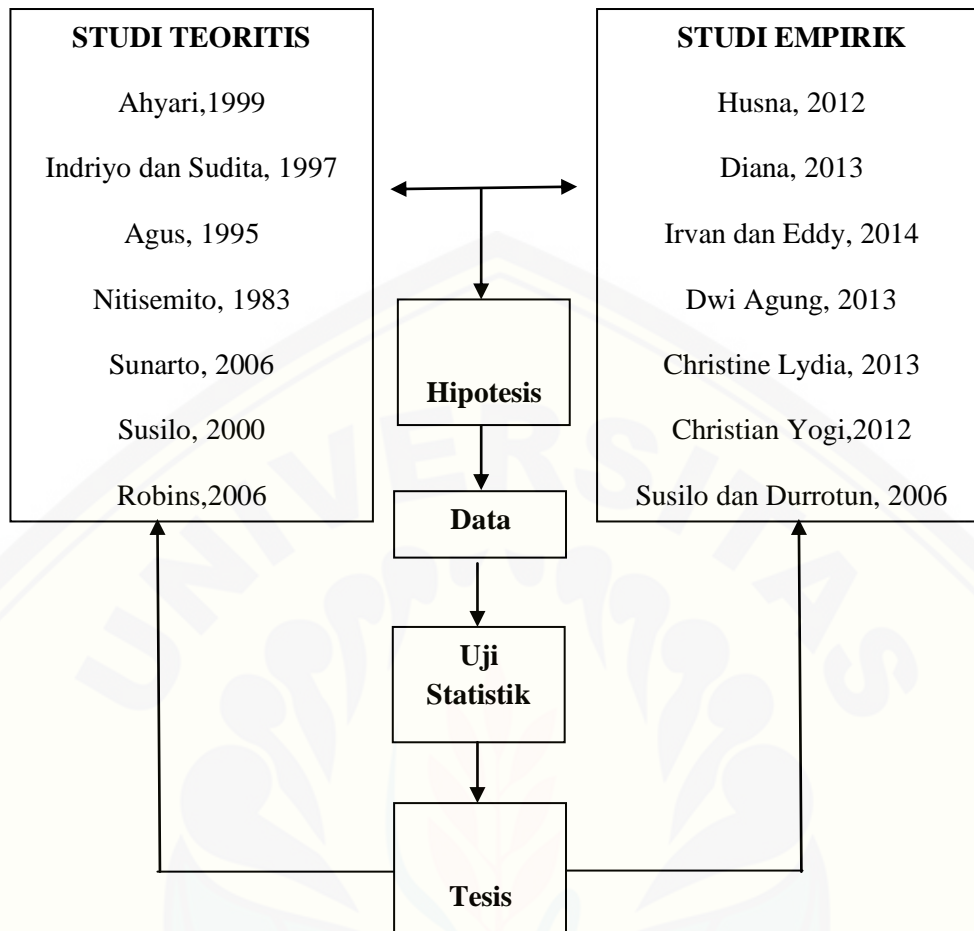 STUDI TEORITIS
Ahyari,1999
Indriyo dan Sudita, 1997
Agus, 1995
Nitisemito, 1983
Sunarto, 2006
Susilo, 2000
Robins,2006
STUDI EMPIRIK
Husna, 2012
Diana, 2013
Irvan dan Eddy, 2014
Dwi Agung, 2013
Christine Lydia, 2013
Christian Yogi,2012
Susilo dan Durrotun, 2006
Hipotesis
Data
Uji
Statistik
Tesis
UNIVERSITAS